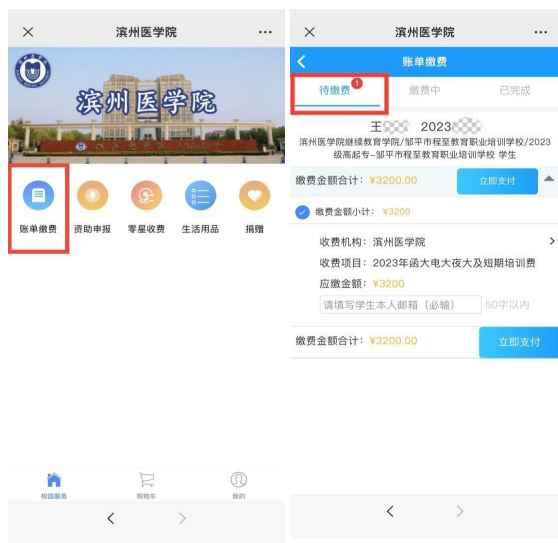 滨州医学院
滨州医学院
账单缴费
资助申报
零星收费
生活用品
捐赠
校园服务
购物车
我的
滨州医学院
账单缴费
待缴费
1
缴费中
已完成
王 2023
滨州医学院继续教育学院/邹平市程至教育职业培训学校/2023
级高起专-邹平市程至教育职业培训学校 学生
缴费金额合计：¥3200.00
立即支付
缴费金额小计：¥3200
收费机构：滨州医学院
收费项目：2023年函大电大夜大及短期培训费
应缴金额：¥3200
请填写学生本人邮箱（必输）
50字以内
缴费金额合计：¥3200.00
立即支付